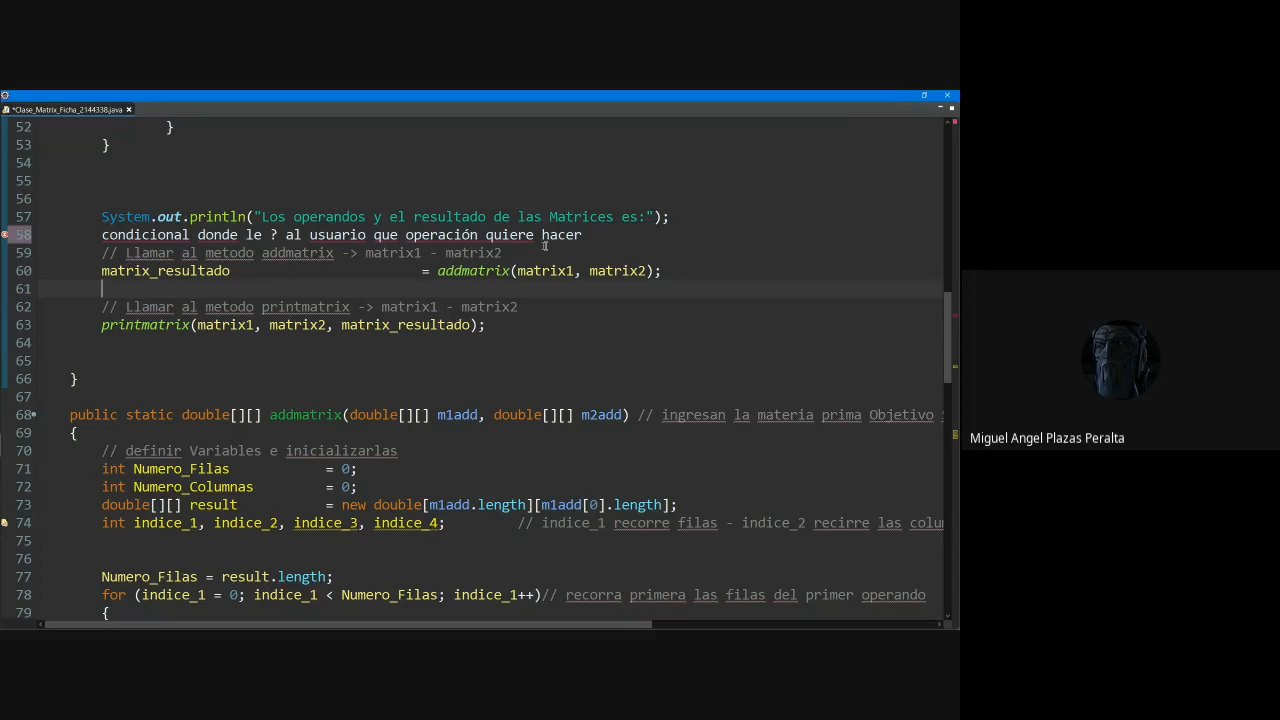 *Clase_Matrix_Ficha_2144338.java
52 }
53 }
54
55
56
57 System.out.println("Los operandos y el resultado de las Matrices es:");
58 condicional donde le ? al usuario que operación quiere hacer
59 // Llamar al metodo addmatrix -> matrix1 - matrix2
60 matrix_resultado = addmatrix(matrix1, matrix2);
61
62 // Llamar al metodo printmatrix -> matrix1 - matrix2
63 printmatrix(matrix1, matrix2, matrix_resultado);
64
65
66 }
67
68 public static double[][] addmatrix(double[][] m1add, double[][] m2add) // ingresan la materia prima Objetivo
69 {
70 // definir Variables e inicializarlas
71 int Numero_Filas = 0;
72 int Numero_Columnas = 0;
73 double[][] result = new double[m1add.length][m1add[0].length];
74 int indice_1, indice_2, indice_3, indice_4; // indice_1 recorre filas - indice_2 recirre las colu
75
76
77 Numero_Filas = result.length;
78 for (indice_1 = 0; indice_1 < Numero_Filas; indice_1++)// recorra primera las filas del primer operando
79 {
Miguel Angel Plazas Peralta